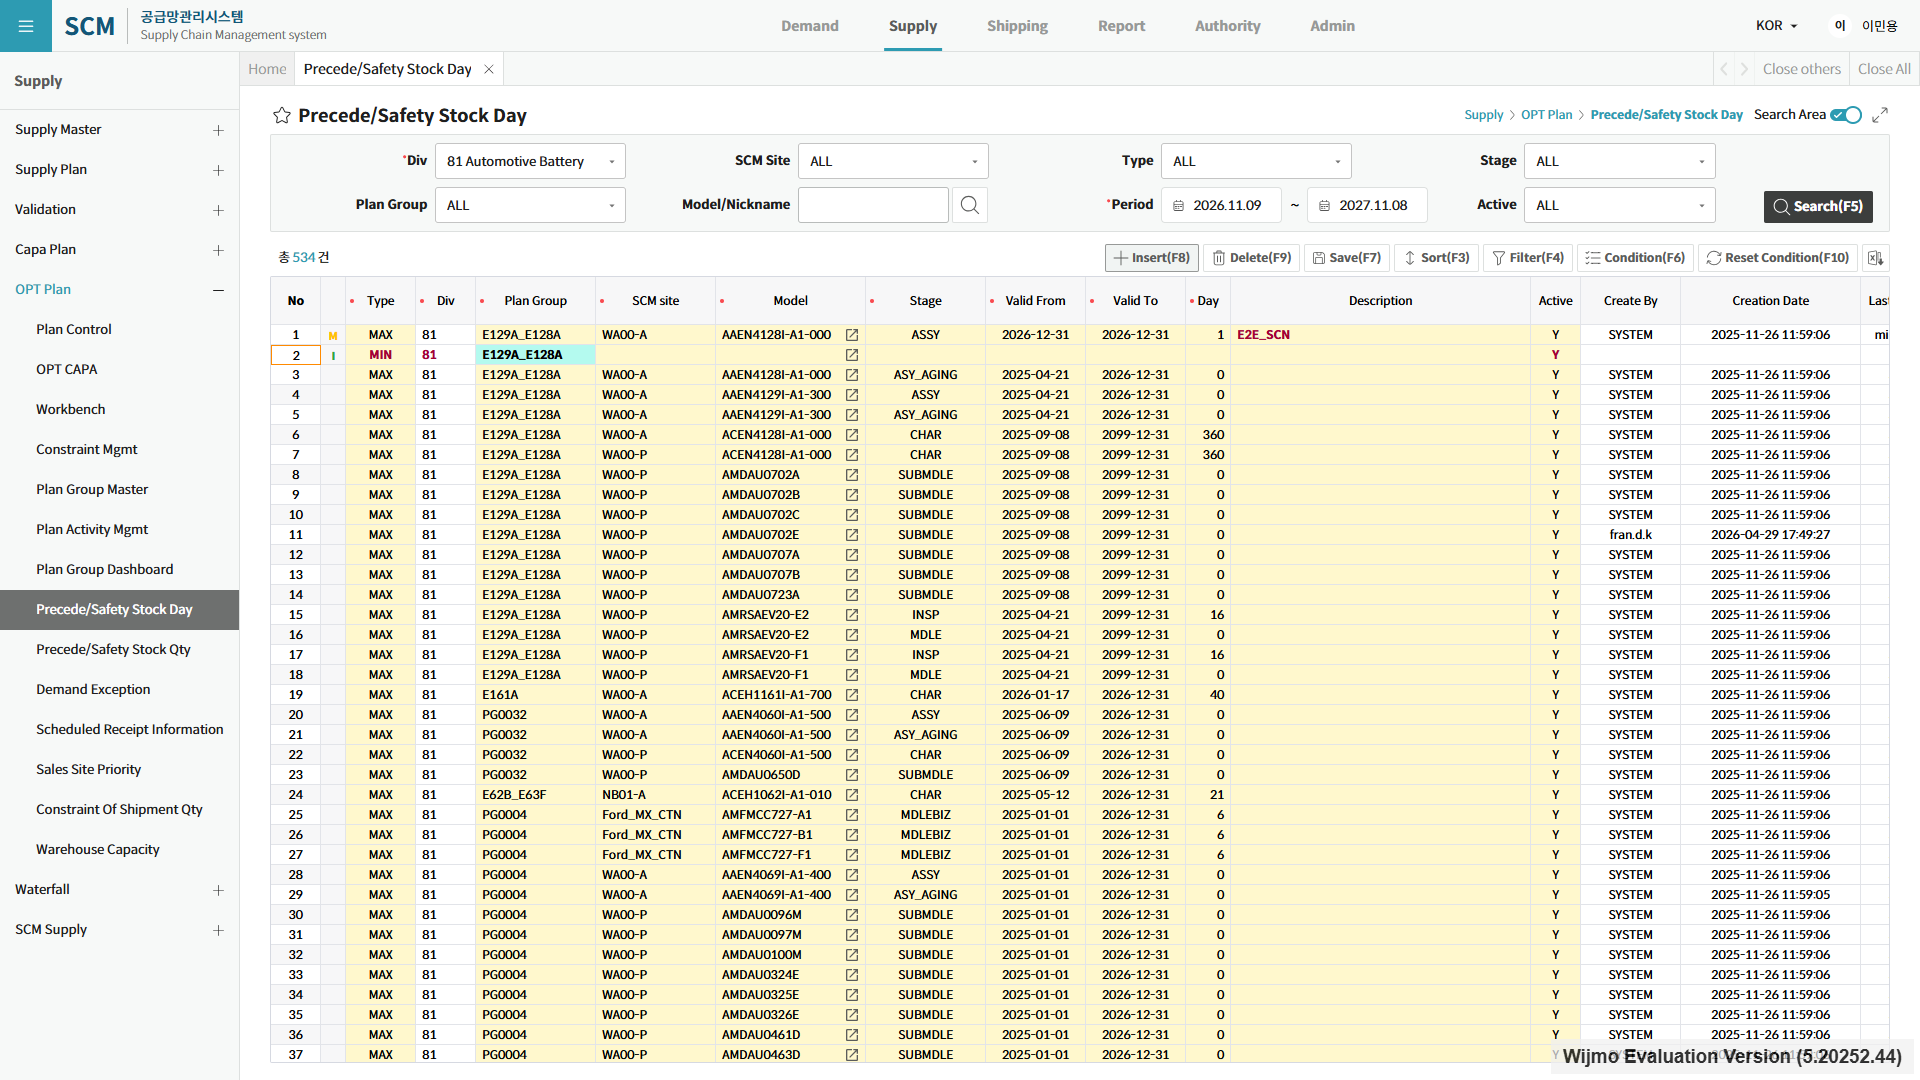 SCM 공급망관리시스템 Supply Chain Management system
Demand Supply Shipping Report Authority Admin
KOR 이 이민용
Supply
Supply Master
Supply Plan
Validation
Capa Plan
OPT Plan
Plan Control
OPT CAPA
Workbench
Constraint Mgmt
Plan Group Master
Plan Activity Mgmt
Plan Group Dashboard
Precede/Safety Stock Day
Precede/Safety Stock Qty
Demand Exception
Scheduled Receipt Information
Sales Site Priority
Constraint Of Shipment Qty
Warehouse Capacity
Waterfall
SCM Supply
Home Precede/Safety Stock Day Close others Close All
Precede/Safety Stock Day
Supply > OPT Plan > Precede/Safety Stock Day Search Area
*Div 81 Automotive Battery SCM Site ALL Type ALL Stage ALL
Plan Group ALL Model/Nickname *Period 2026.11.09 ~ 2027.11.08 Active ALL Search(F5)
총 534 건
Insert(F8) Delete(F9) Save(F7) Sort(F3) Filter(F4) Condition(F6) Reset Condition(F10)
No Type Div Plan Group SCM site Model Stage Valid From Valid To Day Description Active Create By Creation Date Las
1 M MAX 81 E129A_E128A WA00-A AAEN4128I-A1-000 ASSY 2026-12-31 2026-12-31 1 E2E_SCN Y SYSTEM 2025-11-26 11:59:06 mi
2 I MIN 81 E129A_E128A Y
3 MAX 81 E129A_E128A WA00-A AAEN4128I-A1-000 ASY_AGING 2025-04-21 2026-12-31 0 Y SYSTEM 2025-11-26 11:59:06
4 MAX 81 E129A_E128A WA00-A AAEN4129I-A1-300 ASSY 2025-04-21 2026-12-31 0 Y SYSTEM 2025-11-26 11:59:06
5 MAX 81 E129A_E128A WA00-A AAEN4129I-A1-300 ASY_AGING 2025-04-21 2026-12-31 0 Y SYSTEM 2025-11-26 11:59:06
6 MAX 81 E129A_E128A WA00-A ACEN4128I-A1-000 CHAR 2025-09-08 2099-12-31 360 Y SYSTEM 2025-11-26 11:59:06
7 MAX 81 E129A_E128A WA00-P ACEN4128I-A1-000 CHAR 2025-09-08 2099-12-31 360 Y SYSTEM 2025-11-26 11:59:06
8 MAX 81 E129A_E128A WA00-P AMDAU0702A SUBMDLE 2025-09-08 2099-12-31 0 Y SYSTEM 2025-11-26 11:59:06
9 MAX 81 E129A_E128A WA00-P AMDAU0702B SUBMDLE 2025-09-08 2099-12-31 0 Y SYSTEM 2025-11-26 11:59:06
10 MAX 81 E129A_E128A WA00-P AMDAU0702C SUBMDLE 2025-09-08 2099-12-31 0 Y SYSTEM 2025-11-26 11:59:06
11 MAX 81 E129A_E128A WA00-P AMDAU0702E SUBMDLE 2025-09-08 2099-12-31 0 Y fran.d.k 2026-04-29 17:49:27
12 MAX 81 E129A_E128A WA00-P AMDAU0707A SUBMDLE 2025-09-08 2099-12-31 0 Y SYSTEM 2025-11-26 11:59:06
13 MAX 81 E129A_E128A WA00-P AMDAU0707B SUBMDLE 2025-09-08 2099-12-31 0 Y SYSTEM 2025-11-26 11:59:06
14 MAX 81 E129A_E128A WA00-P AMDAU0723A SUBMDLE 2025-09-08 2099-12-31 0 Y SYSTEM 2025-11-26 11:59:06
15 MAX 81 E129A_E128A WA00-P AMRSAEV20-E2 INSP 2025-04-21 2099-12-31 16 Y SYSTEM 2025-11-26 11:59:06
16 MAX 81 E129A_E128A WA00-P AMRSAEV20-E2 MDLE 2025-04-21 2099-12-31 0 Y SYSTEM 2025-11-26 11:59:06
17 MAX 81 E129A_E128A WA00-P AMRSAEV20-F1 INSP 2025-04-21 2099-12-31 16 Y SYSTEM 2025-11-26 11:59:06
18 MAX 81 E129A_E128A WA00-P AMRSAEV20-F1 MDLE 2025-04-21 2099-12-31 0 Y SYSTEM 2025-11-26 11:59:06
19 MAX 81 E161A WA00-A ACEH1161I-A1-700 CHAR 2026-01-17 2026-12-31 40 Y SYSTEM 2025-11-26 11:59:06
20 MAX 81 PG0032 WA00-A AAEN4060I-A1-500 ASSY 2025-06-09 2026-12-31 0 Y SYSTEM 2025-11-26 11:59:06
21 MAX 81 PG0032 WA00-A AAEN4060I-A1-500 ASY_AGING 2025-06-09 2026-12-31 0 Y SYSTEM 2025-11-26 11:59:06
22 MAX 81 PG0032 WA00-P ACEN4060I-A1-500 CHAR 2025-06-09 2026-12-31 0 Y SYSTEM 2025-11-26 11:59:06
23 MAX 81 PG0032 WA00-P AMDAU0650D SUBMDLE 2025-06-09 2026-12-31 0 Y SYSTEM 2025-11-26 11:59:06
24 MAX 81 E62B_E63F NB01-A ACEH1062I-A1-010 CHAR 2025-05-12 2026-12-31 21 Y SYSTEM 2025-11-26 11:59:06
25 MAX 81 PG0004 Ford_MX_CTN AMFMCC727-A1 MDLEBIZ 2025-01-01 2026-12-31 6 Y SYSTEM 2025-11-26 11:59:06
26 MAX 81 PG0004 Ford_MX_CTN AMFMCC727-B1 MDLEBIZ 2025-01-01 2026-12-31 6 Y SYSTEM 2025-11-26 11:59:06
27 MAX 81 PG0004 Ford_MX_CTN AMFMCC727-F1 MDLEBIZ 2025-01-01 2026-12-31 6 Y SYSTEM 2025-11-26 11:59:06
28 MAX 81 PG0004 WA00-A AAEN4069I-A1-400 ASSY 2025-01-01 2026-12-31 0 Y SYSTEM 2025-11-26 11:59:06
29 MAX 81 PG0004 WA00-A AAEN4069I-A1-400 ASY_AGING 2025-01-01 2026-12-31 0 Y SYSTEM 2025-11-26 11:59:05
30 MAX 81 PG0004 WA00-P AMDAU0096M SUBMDLE 2025-01-01 2026-12-31 0 Y SYSTEM 2025-11-26 11:59:06
31 MAX 81 PG0004 WA00-P AMDAU0097M SUBMDLE 2025-01-01 2026-12-31 0 Y SYSTEM 2025-11-26 11:59:06
32 MAX 81 PG0004 WA00-P AMDAU0100M SUBMDLE 2025-01-01 2026-12-31 0 Y SYSTEM 2025-11-26 11:59:06
33 MAX 81 PG0004 WA00-P AMDAU0324E SUBMDLE 2025-01-01 2026-12-31 0 Y SYSTEM 2025-11-26 11:59:06
34 MAX 81 PG0004 WA00-P AMDAU0325E SUBMDLE 2025-01-01 2026-12-31 0 Y SYSTEM 2025-11-26 11:59:06
35 MAX 81 PG0004 WA00-P AMDAU0326E SUBMDLE 2025-01-01 2026-12-31 0 Y SYSTEM 2025-11-26 11:59:06
36 MAX 81 PG0004 WA00-P AMDAU0461D SUBMDLE 2025-01-01 2026-12-31 0 Y SYSTEM 2025-11-26 11:59:06
37 MAX 81 PG0004 WA00-P AMDAU0463D SUBMDLE 2025-01-01 2026-12-31 0 Y
Wijmo Evaluation Version (5.20252.44)